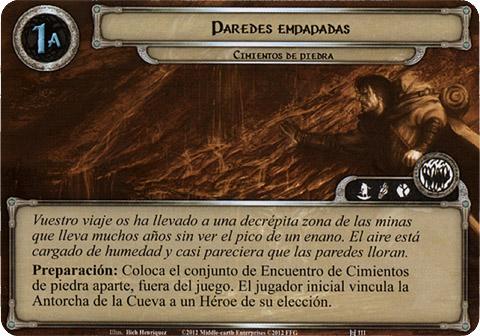 1A
Paredes empapadas
Cimientos de piedra
Vuestro viaje os ha llevado a una decrépita zona de las minas
que lleva muchos años sin ver el pico de un enano. El aire está
cargado de humedad y casi pareciera que las paredes lloran.
Preparación: Coloca el conjunto de Encuentro de Cimientos
de piedra aparte, fuera del juego. El jugador inicial vincula la
Antorcha de la Cueva a un Héroe de su elección.
Illus. Rich Henriquez ©2012 Middle-earth Enterprises ©2012 FFG 111